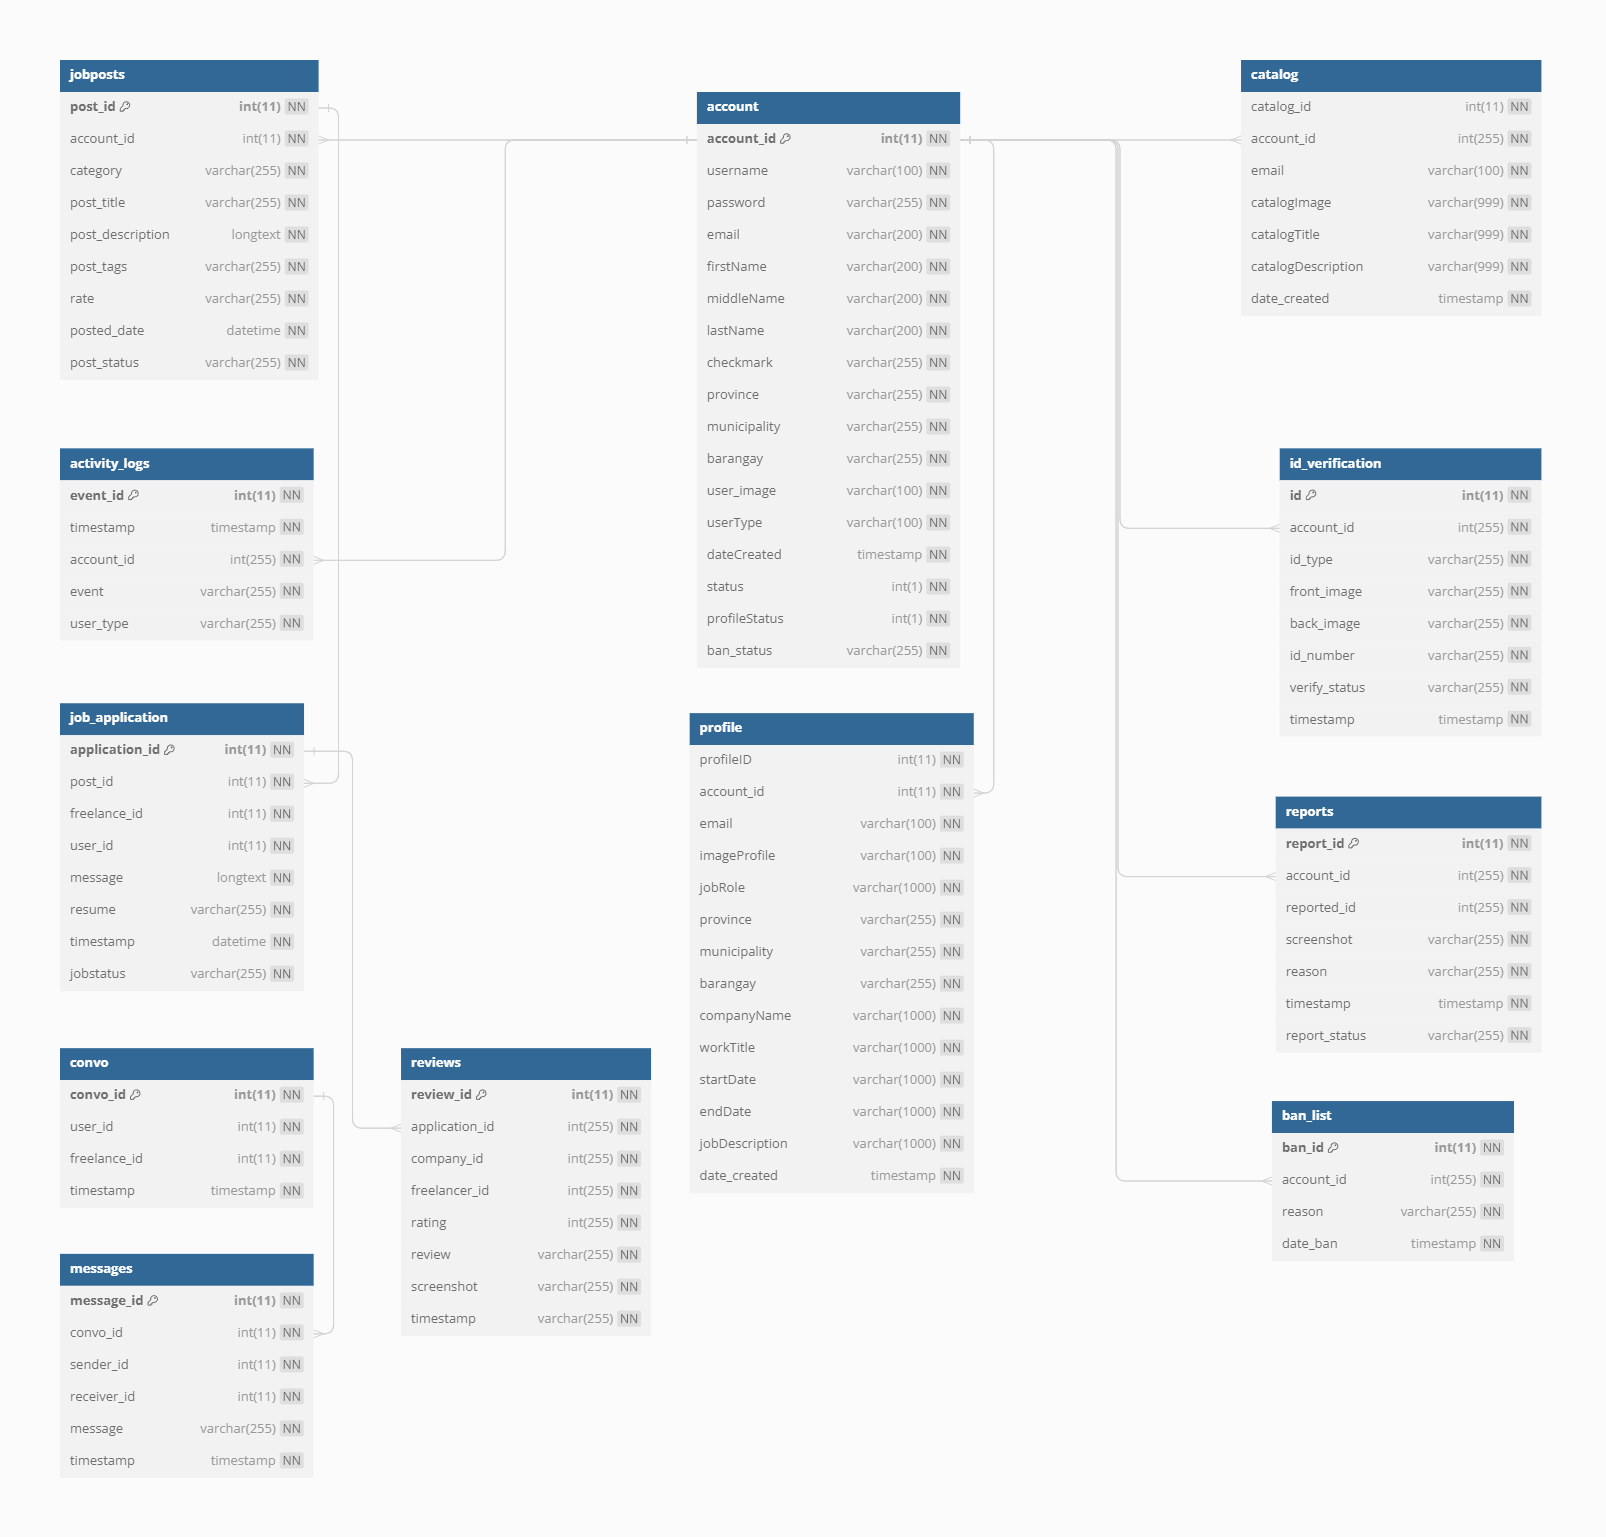 jobposts
post_id int(11) NN
account_id int(11) NN
category varchar(255) NN
post_title varchar(255) NN
post_description longtext NN
post_tags varchar(255) NN
rate varchar(255) NN
posted_date datetime NN
post_status varchar(255) NN
activity_logs
event_id int(11) NN
timestamp timestamp NN
account_id int(255) NN
event varchar(255) NN
user_type varchar(255) NN
job_application
application_id int(11) NN
post_id int(11) NN
freelance_id int(11) NN
user_id int(11) NN
message longtext NN
resume varchar(255) NN
timestamp datetime NN
jobstatus varchar(255) NN
convo
convo_id int(11) NN
user_id int(11) NN
freelance_id int(11) NN
timestamp timestamp NN
messages
message_id int(11) NN
convo_id int(11) NN
sender_id int(11) NN
receiver_id int(11) NN
message varchar(255) NN
timestamp timestamp NN
reviews
review_id int(11) NN
application_id int(255) NN
company_id int(255) NN
freelancer_id int(255) NN
rating int(255) NN
review varchar(255) NN
screenshot varchar(255) NN
timestamp varchar(255) NN
account
account_id int(11) NN
username varchar(100) NN
password varchar(255) NN
email varchar(200) NN
firstName varchar(200) NN
middleName varchar(200) NN
lastName varchar(200) NN
checkmark varchar(255) NN
province varchar(255) NN
municipality varchar(255) NN
barangay varchar(255) NN
user_image varchar(100) NN
userType varchar(100) NN
dateCreated timestamp NN
status int(1) NN
profileStatus int(1) NN
ban_status varchar(255) NN
profile
profileID int(11) NN
account_id int(11) NN
email varchar(100) NN
imageProfile varchar(100) NN
jobRole varchar(1000) NN
province varchar(255) NN
municipality varchar(255) NN
barangay varchar(255) NN
companyName varchar(1000) NN
workTitle varchar(1000) NN
startDate varchar(1000) NN
endDate varchar(1000) NN
jobDescription varchar(1000) NN
date_created timestamp NN
catalog
catalog_id int(11) NN
account_id int(255) NN
email varchar(100) NN
catalogImage varchar(999) NN
catalogTitle varchar(999) NN
catalogDescription varchar(999) NN
date_created timestamp NN
id_verification
id int(11) NN
account_id int(255) NN
id_type varchar(255) NN
front_image varchar(255) NN
back_image varchar(255) NN
id_number varchar(255) NN
verify_status varchar(255) NN
timestamp timestamp NN
reports
report_id int(11) NN
account_id int(255) NN
reported_id int(255) NN
screenshot varchar(255) NN
reason varchar(255) NN
timestamp timestamp NN
report_status varchar(255) NN
ban_list
ban_id int(11) NN
account_id int(255) NN
reason varchar(255) NN
date_ban timestamp NN